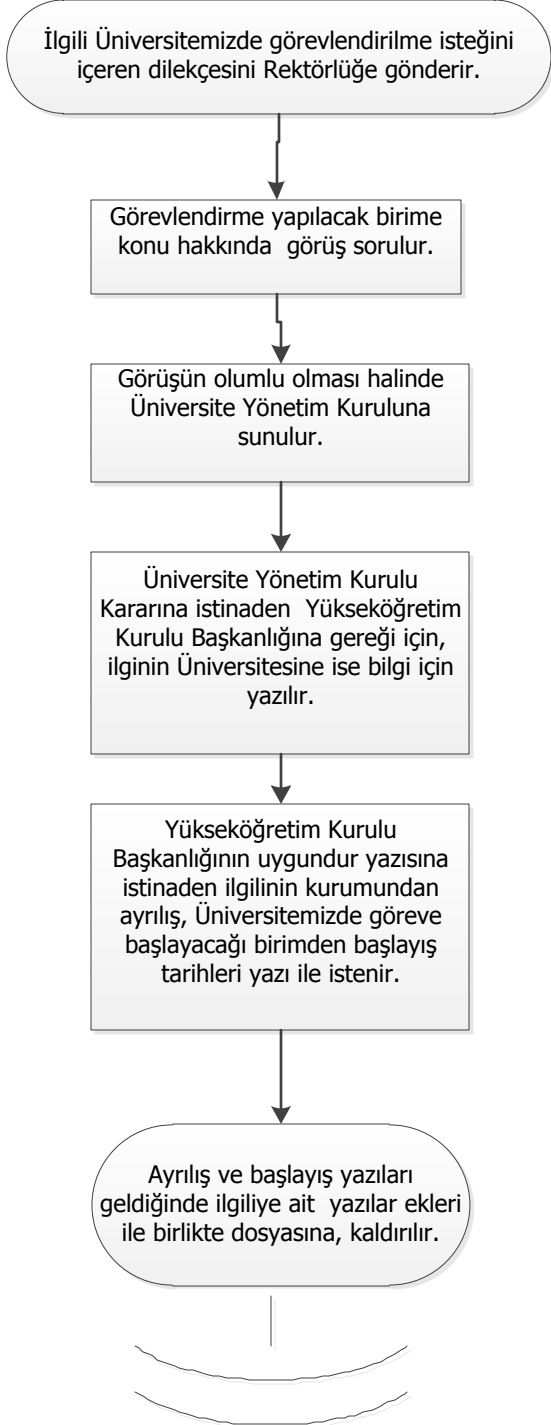 İlgili Üniversitemizde görevlendirilme isteğini
içeren dilekçesini Rektörlüğe gönderir.
Görevlendirme yapılacak birime
konu hakkında  görüş sorulur.
Görüşün olumlu olması halinde
Üniversite Yönetim Kuruluna
sunulur.
Üniversite Yönetim Kurulu
Kararına istinaden  Yükseköğretim
Kurulu Başkanlığına gereği için,
ilginin Üniversitesine ise bilgi için
yazılır.
Yükseköğretim Kurulu
Başkanlığının uygundur yazısına
istinaden ilgilinin kurumundan
ayrılış, Üniversitemizde göreve
başlayacağı birimden başlayış
tarihleri yazı ile istenir.
Ayrılış ve başlayış yazıları
geldiğinde ilgiliye ait  yazılar ekleri
ile birlikte dosyasına, kaldırılır.